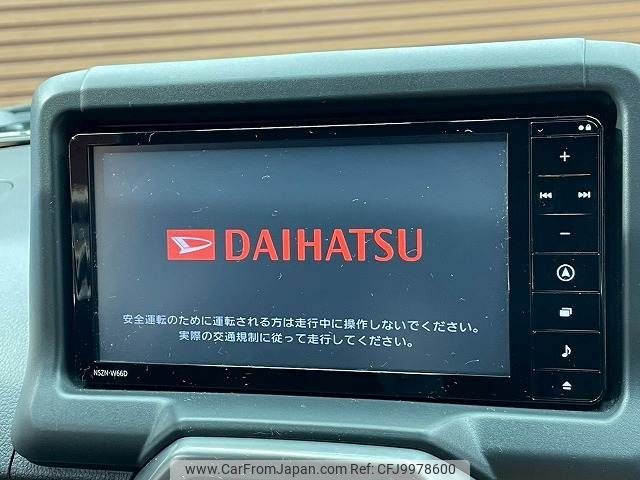 DAIHATSU
安全運転のために運転される方は走行中に操作しないでください。
実際の交通規制に従って走行してください。
NSZN-W66D
www.CarFromJapan.com CFJ49978600